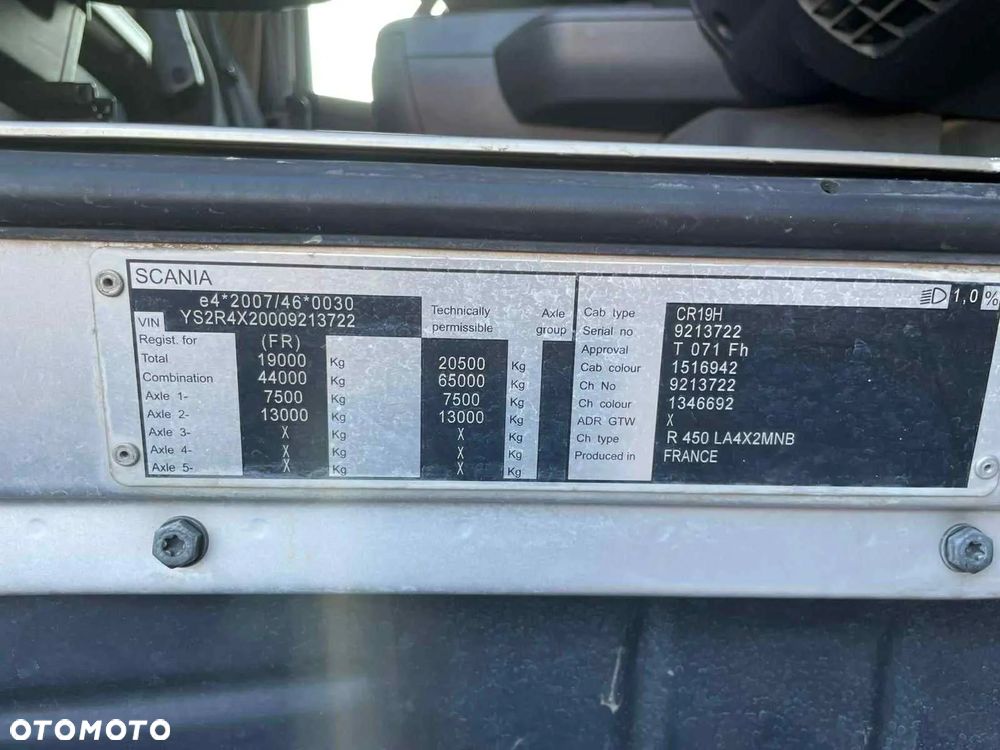 SCANIA
e4*2007/46*0030
VIN YS2R4X20009213722
Technically permissible
Axle group
Regist. for (FR)
Total 19000 Kg 20500 Kg
Combination 44000 Kg 65000 Kg
Axle 1- 7500 Kg 7500 Kg
Axle 2- 13000 Kg 13000 Kg
Axle 3- X Kg X Kg
Axle 4- X Kg X Kg
Axle 5- X Kg X Kg
1,0 %
Cab type CR19H
Serial no 9213722
Approval T 071 Fh
Cab colour 1516942
Ch No 9213722
Ch colour 1346692
ADR GTW X
Ch type R 450 LA4X2MNB
Produced in FRANCE
OTOMOTO